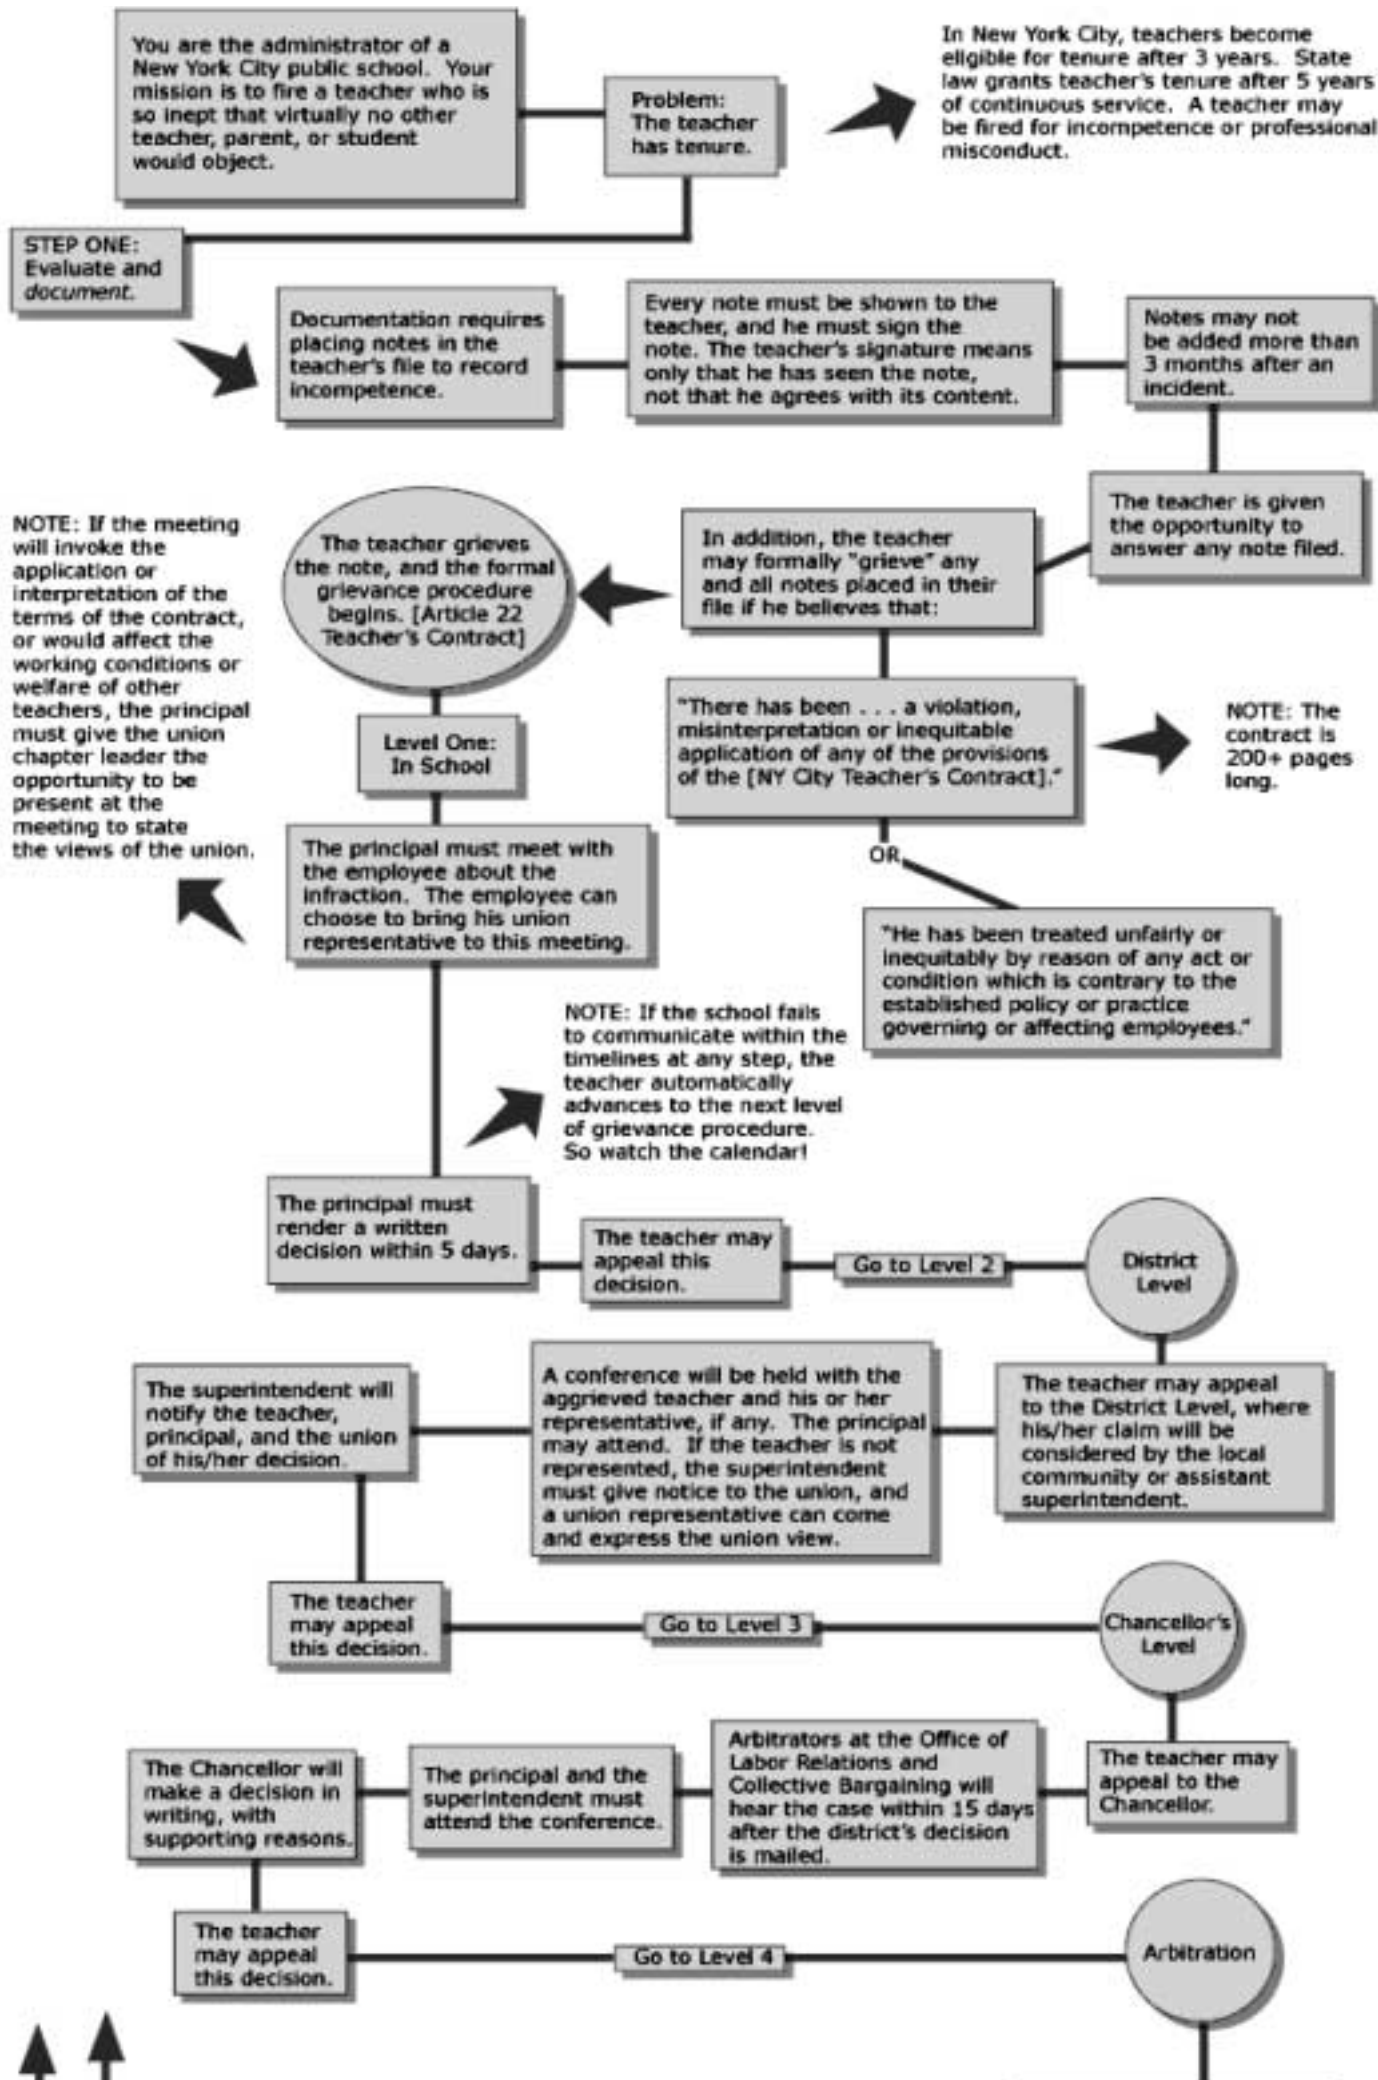 You are the administrator of a
New York City public school. Your
mission is to fire a teacher who is
so inept that virtually no other
teacher, parent, or student
would object.
Problem:
The teacher
has tenure.
In New York City, teachers become
eligible for tenure after 3 years. State
law grants teacher's tenure after 5 years
of continuous service. A teacher may
be fired for incompetence or professional
misconduct.
STEP ONE:
Evaluate and
document.
Documentation requires
placing notes in the
teacher's file to record
incompetence.
Every note must be shown to the
teacher, and he must sign the
note. The teacher's signature means
only that he has seen the note,
not that he agrees with its content.
Notes may not
be added more than
3 months after an
incident.
The teacher is given
the opportunity to
answer any note filed.
In addition, the teacher
may formally "grieve" any
and all notes placed in their
file if he believes that:
The teacher grieves
the note, and the formal
grievance procedure
begins. [Article 22
Teacher's Contract]
NOTE: If the meeting
will invoke the
application or
interpretation of the
terms of the contract,
or would affect the
working conditions or
welfare of other
teachers, the principal
must give the union
chapter leader the
opportunity to be
present at the
meeting to state
the views of the union.
Level One:
In School
"There has been . . . a violation,
misinterpretation or inequitable
application of any of the provisions
of the [NY City Teacher's Contract]."
NOTE: The
contract is
200+ pages
long.
OR
"He has been treated unfairly or
inequitably by reason of any act or
condition which is contrary to the
established policy or practice
governing or affecting employees."
The principal must meet with
the employee about the
infraction. The employee can
choose to bring his union
representative to this meeting.
NOTE: If the school fails
to communicate within the
timelines at any step, the
teacher automatically
advances to the next level
of grievance procedure.
So watch the calendar!
The principal must
render a written
decision within 5 days.
The teacher may
appeal this
decision.
Go to Level 2
District
Level
The teacher may appeal
to the District Level, where
his/her claim will be
considered by the local
community or assistant
superintendent.
A conference will be held with the
aggrieved teacher and his or her
representative, if any. The principal
may attend. If the teacher is not
represented, the superintendent
must give notice to the union, and
a union representative can come
and express the union view.
The superintendent will
notify the teacher,
principal, and the union
of his/her decision.
The teacher
may appeal
this decision.
Go to Level 3
Chancellor's
Level
The teacher may
appeal to the
Chancellor.
Arbitrators at the Office of
Labor Relations and
Collective Bargaining will
hear the case within 15 days
after the district's decision
is mailed.
The principal and the
superintendent must
attend the conference.
The Chancellor will
make a decision in
writing, with
supporting reasons.
The teacher
may appeal
this decision.
Go to Level 4
Arbitration